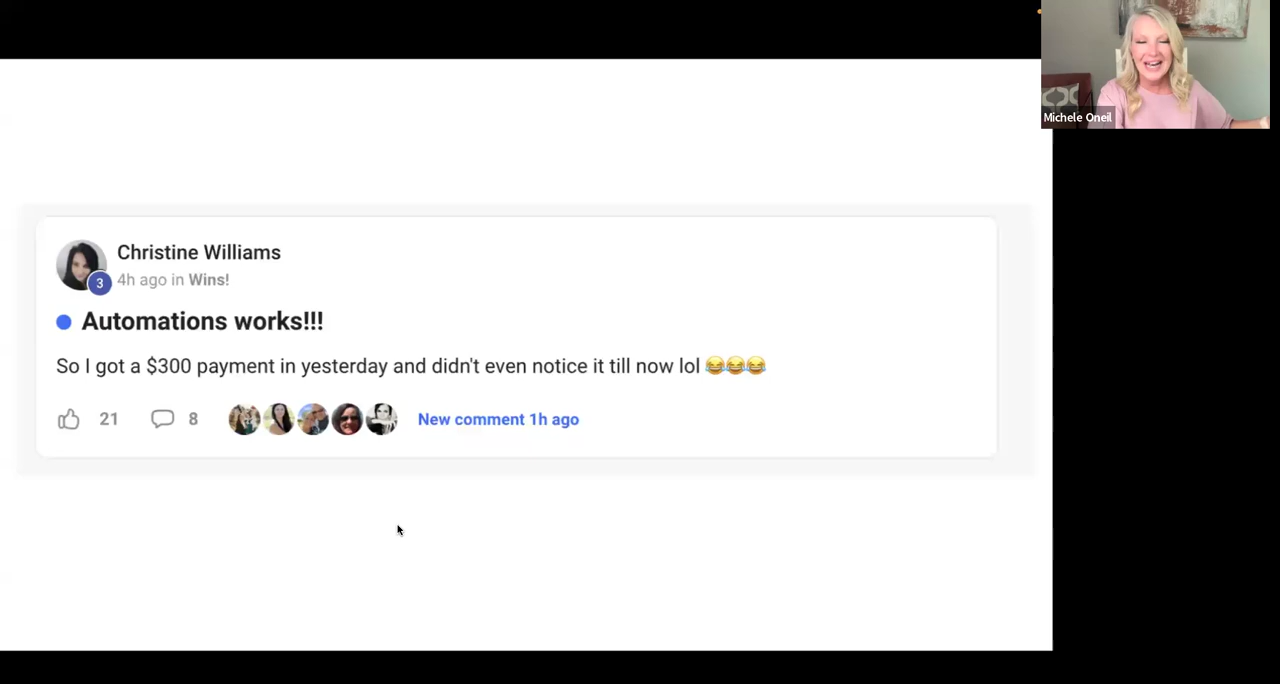 Michele Oneil
Christine Williams
3
4h ago in Wins!
Automations works!!!
So I got a $300 payment in yesterday and didn't even notice it till now lol 😂😂😂
21
8
New comment 1h ago